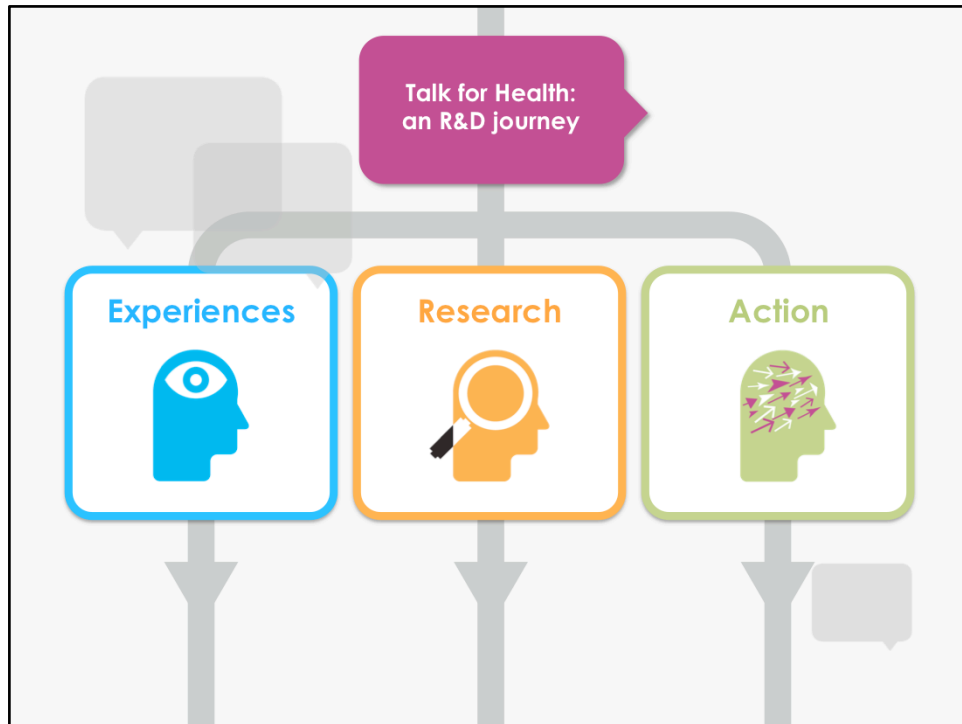 Talk for Health:
an R&D journey
Experiences
Research
Action